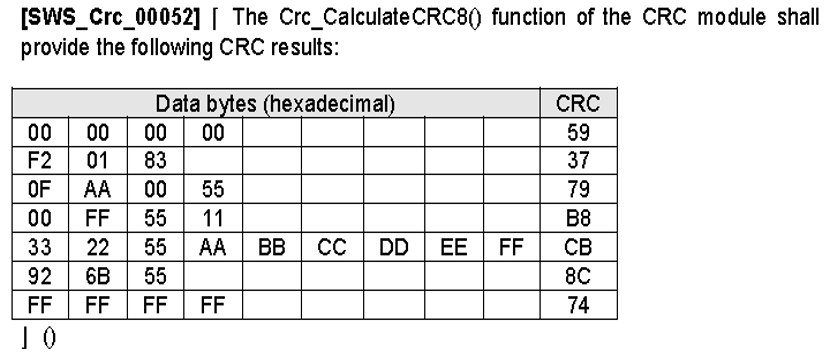 [SWS_Crc_00052] ⌈ The Crc_CalculateCRC8() function of the CRC module shall
provide the following CRC results:
Data bytes (hexadecimal) CRC
00 00 00 00 59
F2 01 83 37
0F AA 00 55 79
00 FF 55 11 B8
33 22 55 AA BB CC DD EE FF CB
92 6B 55 8C
FF FF FF FF 74
⌋ ()